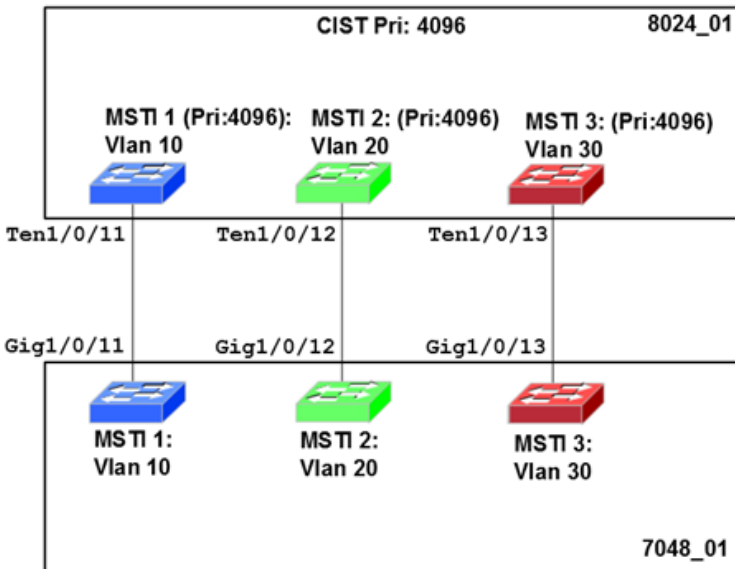 CIST Pri: 4096
8024_01
MSTI 1 (Pri:4096):
Vlan 10
MSTI 2: (Pri:4096)
Vlan 20
MSTI 3: (Pri:4096)
Vlan 30
Ten1/0/11
Ten1/0/12
Ten1/0/13
Gig1/0/11
Gig1/0/12
Gig1/0/13
MSTI 1:
Vlan 10
MSTI 2:
Vlan 20
MSTI 3:
Vlan 30
7048_01